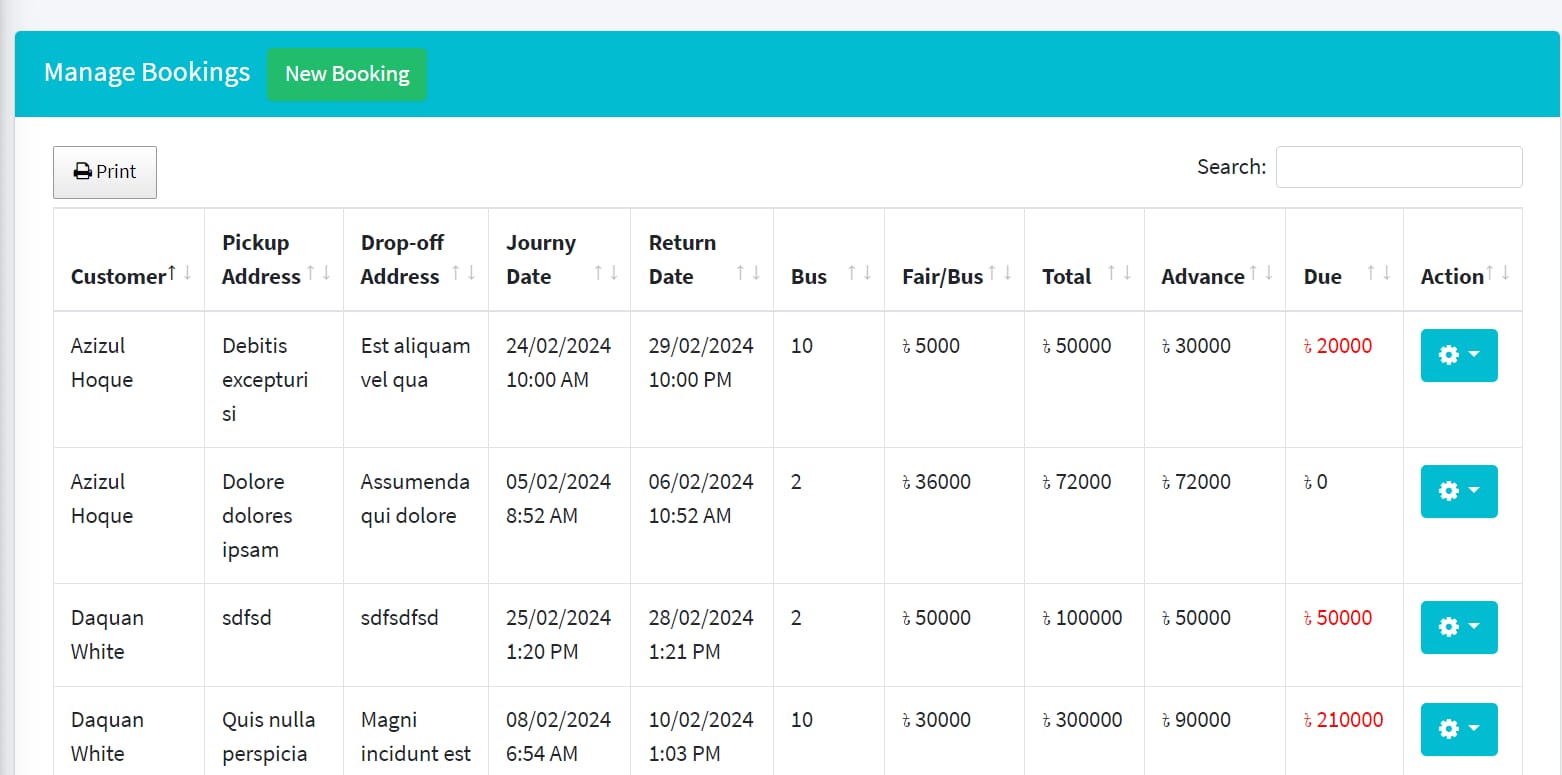 Manage Bookings New Booking
Print Search:
Pickup Drop-off Journy Return
Customer Address Address Date Date Bus Fair/Bus Total Advance Due Action
Azizul Debitis Est aliquam 24/02/2024 29/02/2024 10 ৳ 5000 ৳ 50000 ৳ 30000 ৳ 20000
Hoque excepturi vel qua 10:00 AM 10:00 PM
si
Azizul Dolore Assumenda 05/02/2024 06/02/2024 2 ৳ 36000 ৳ 72000 ৳ 72000 ৳ 0
Hoque dolores qui dolore 8:52 AM 10:52 AM
ipsam
Daquan sdfsd sdfsdfsd 25/02/2024 28/02/2024 2 ৳ 50000 ৳ 100000 ৳ 50000 ৳ 50000
White 1:20 PM 1:21 PM
Daquan Quis nulla Magni 08/02/2024 10/02/2024 10 ৳ 30000 ৳ 300000 ৳ 90000 ৳ 210000
White perspicia incidunt est 6:54 AM 1:03 PM